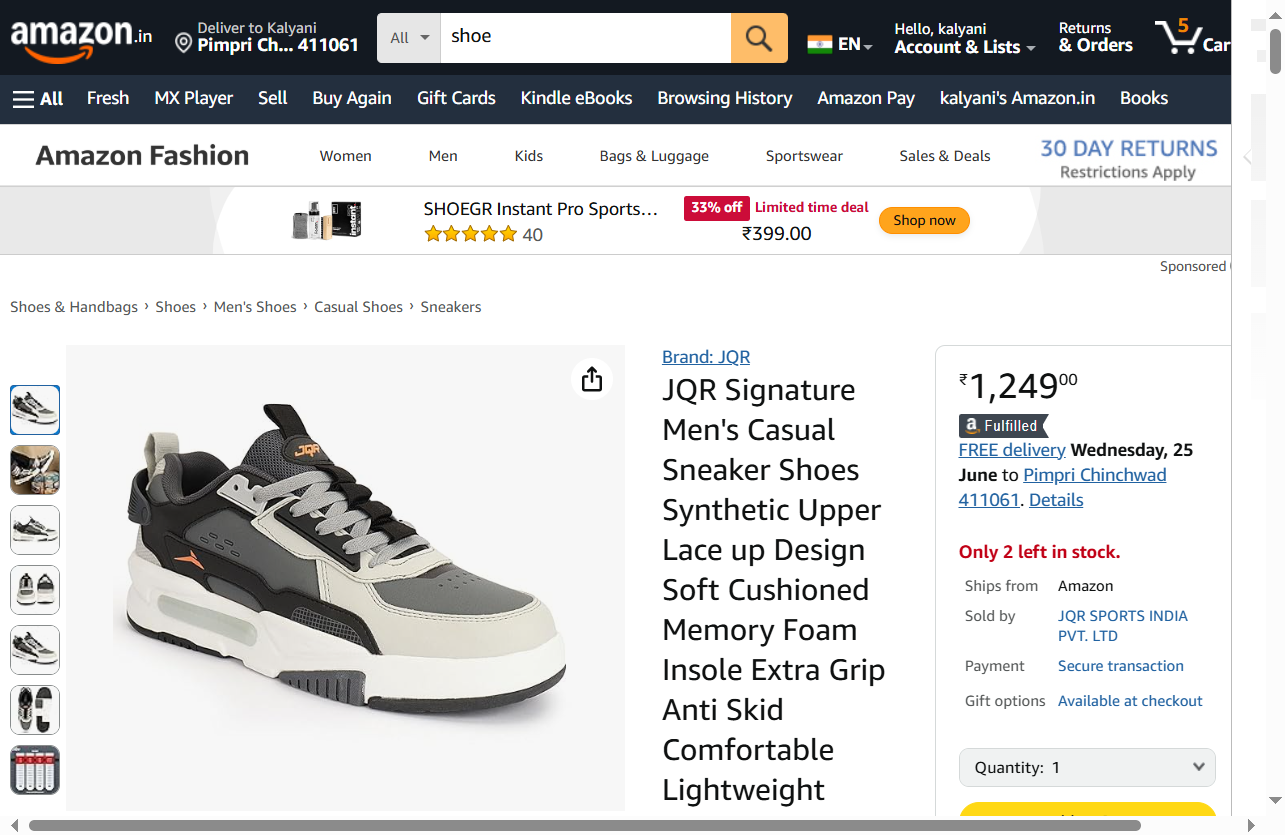 amazon.in
Deliver to Kalyani
Pimpri Ch... 411061
All
shoe
EN
Hello, kalyani
Account & Lists
Returns
& Orders
5
Car
All Fresh MX Player Sell Buy Again Gift Cards Kindle eBooks Browsing History Amazon Pay kalyani's Amazon.in Books
Amazon Fashion Women Men Kids Bags & Luggage Sportswear Sales & Deals
30 DAY RETURNS
Restrictions Apply
SHOEGR Instant Pro Sports…
40
33% off Limited time deal
₹399.00
Shop now
Sponsored
Shoes & Handbags › Shoes › Men's Shoes › Casual Shoes › Sneakers
JQR
Brand: JQR
JQR Signature
Men's Casual
Sneaker Shoes
Synthetic Upper
Lace up Design
Soft Cushioned
Memory Foam
Insole Extra Grip
Anti Skid
Comfortable
Lightweight
₹1,24900
a Fulfilled
FREE delivery Wednesday, 25
June to Pimpri Chinchwad
411061. Details
Only 2 left in stock.
Ships from Amazon
Sold by JQR SPORTS INDIA
PVT. LTD
Payment Secure transaction
Gift options Available at checkout
Quantity: 1